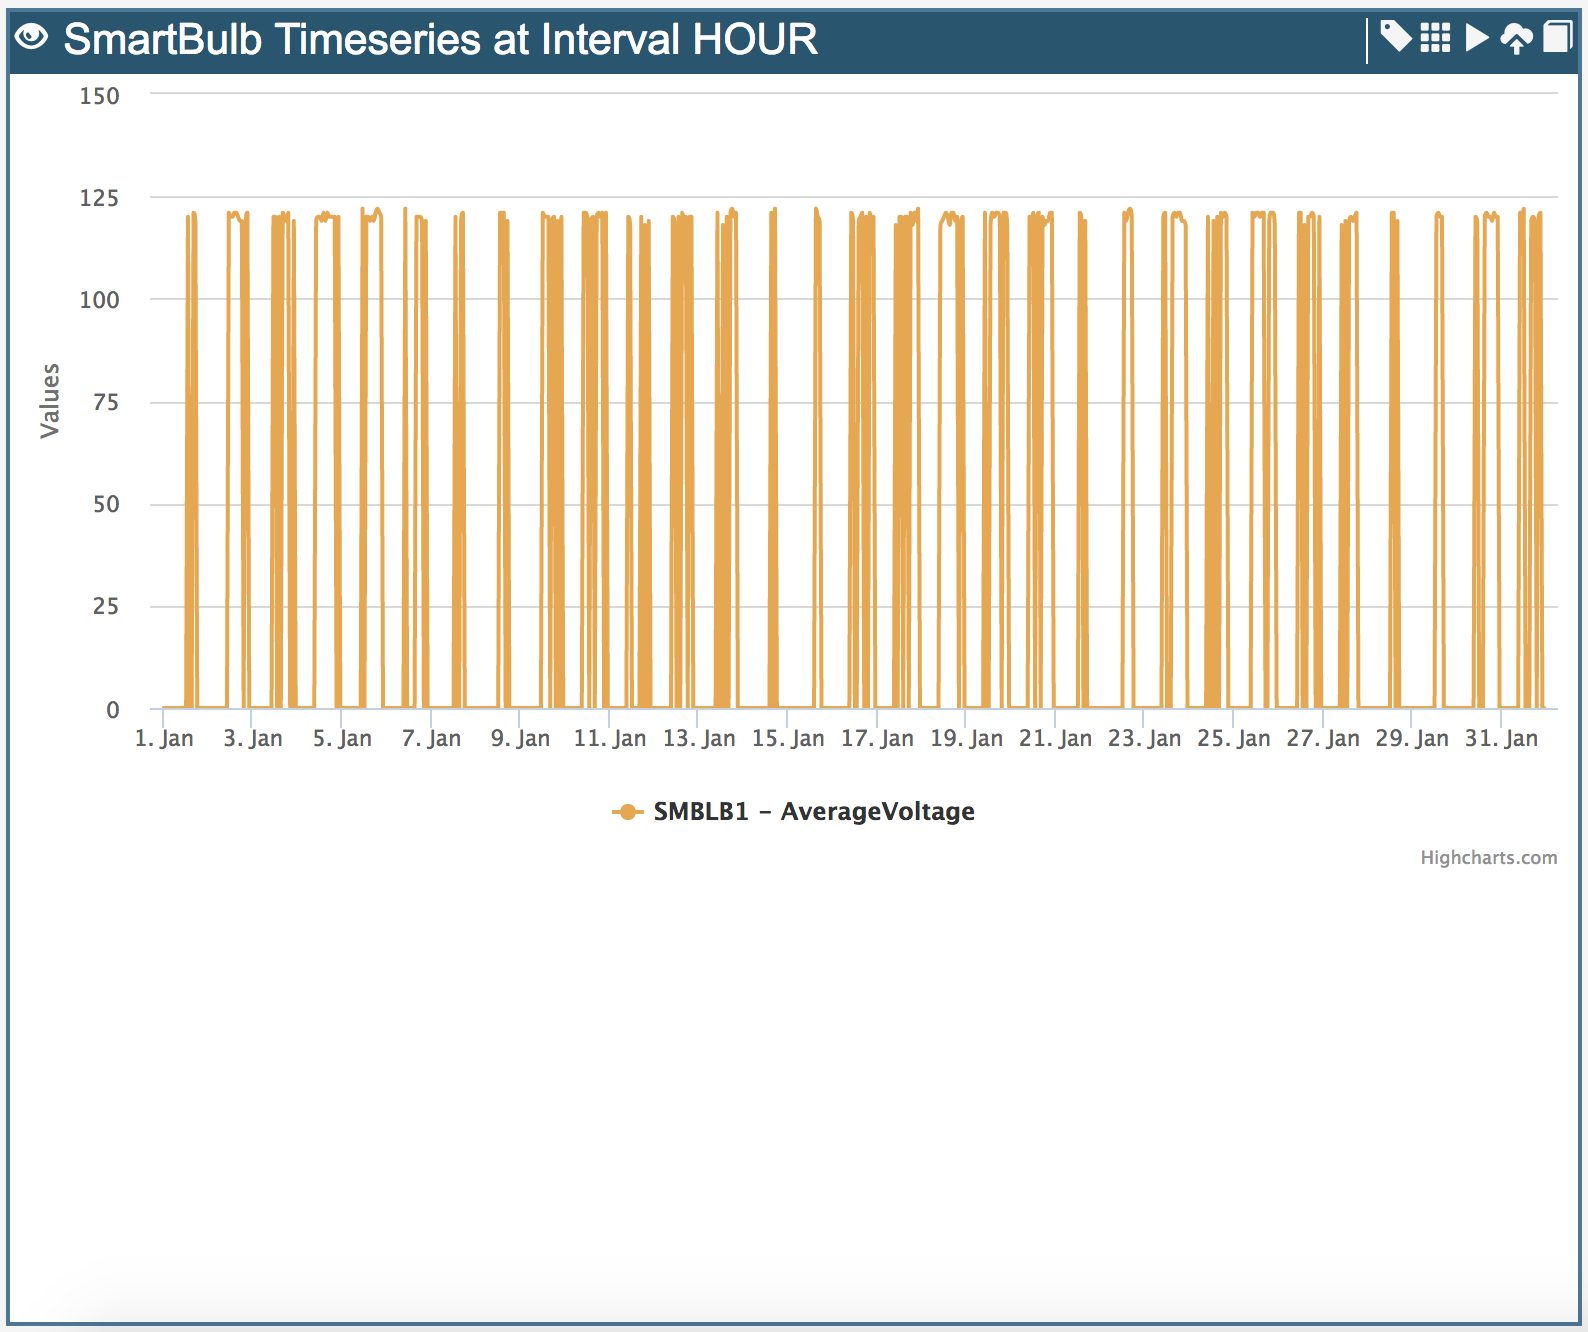 SmartBulb Timeseries at Interval HOUR
150
125
100
75
50
25
0
Values
1. Jan 3. Jan 5. Jan 7. Jan 9. Jan 11. Jan 13. Jan 15. Jan 17. Jan 19. Jan 21. Jan 23. Jan 25. Jan 27. Jan 29. Jan 31. Jan
SMBLB1 – AverageVoltage
Highcharts.com